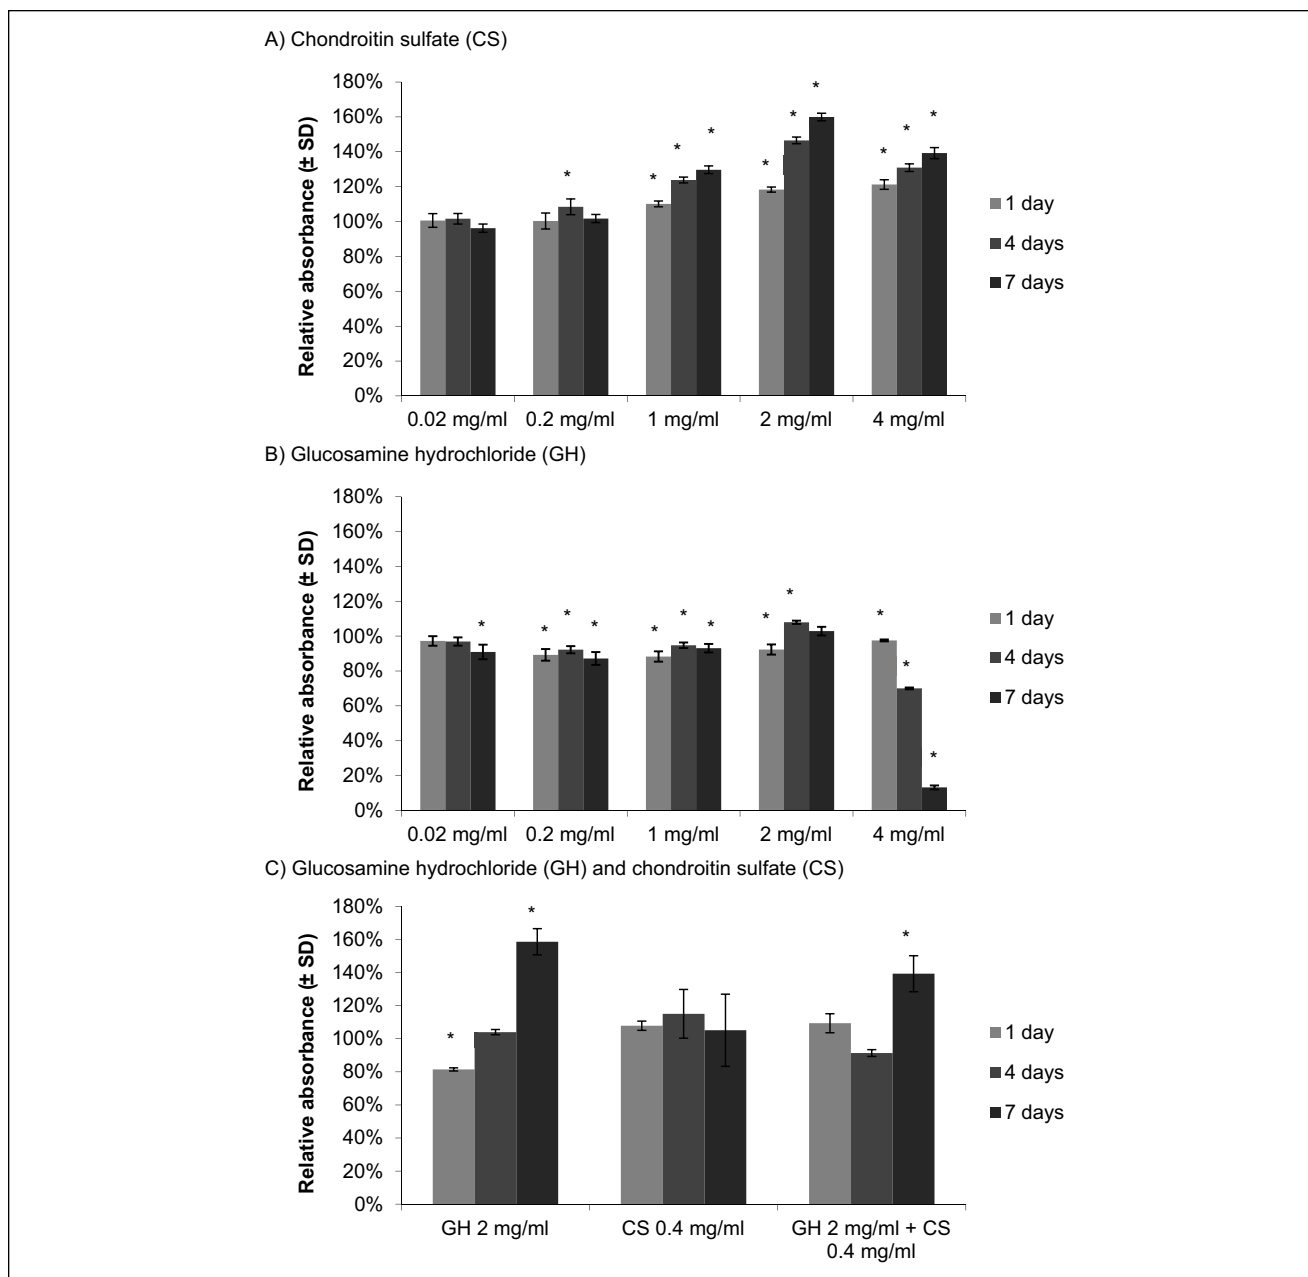 A) Chondroitin sulfate (CS)
Relative absorbance (± SD)
180%
160%
140%
120%
100%
80%
60%
40%
20%
0%
* * * * * * * * * *
0.02 mg/ml 0.2 mg/ml 1 mg/ml 2 mg/ml 4 mg/ml
1 day
4 days
7 days
B) Glucosamine hydrochloride (GH)
Relative absorbance (± SD)
180%
160%
140%
120%
100%
80%
60%
40%
20%
0%
* * * * * * * * * * * *
0.02 mg/ml 0.2 mg/ml 1 mg/ml 2 mg/ml 4 mg/ml
1 day
4 days
7 days
C) Glucosamine hydrochloride (GH) and chondroitin sulfate (CS)
Relative absorbance (± SD)
180%
160%
140%
120%
100%
80%
60%
40%
20%
0%
* * *
GH 2 mg/ml CS 0.4 mg/ml GH 2 mg/ml + CS
0.4 mg/ml
1 day
4 days
7 days